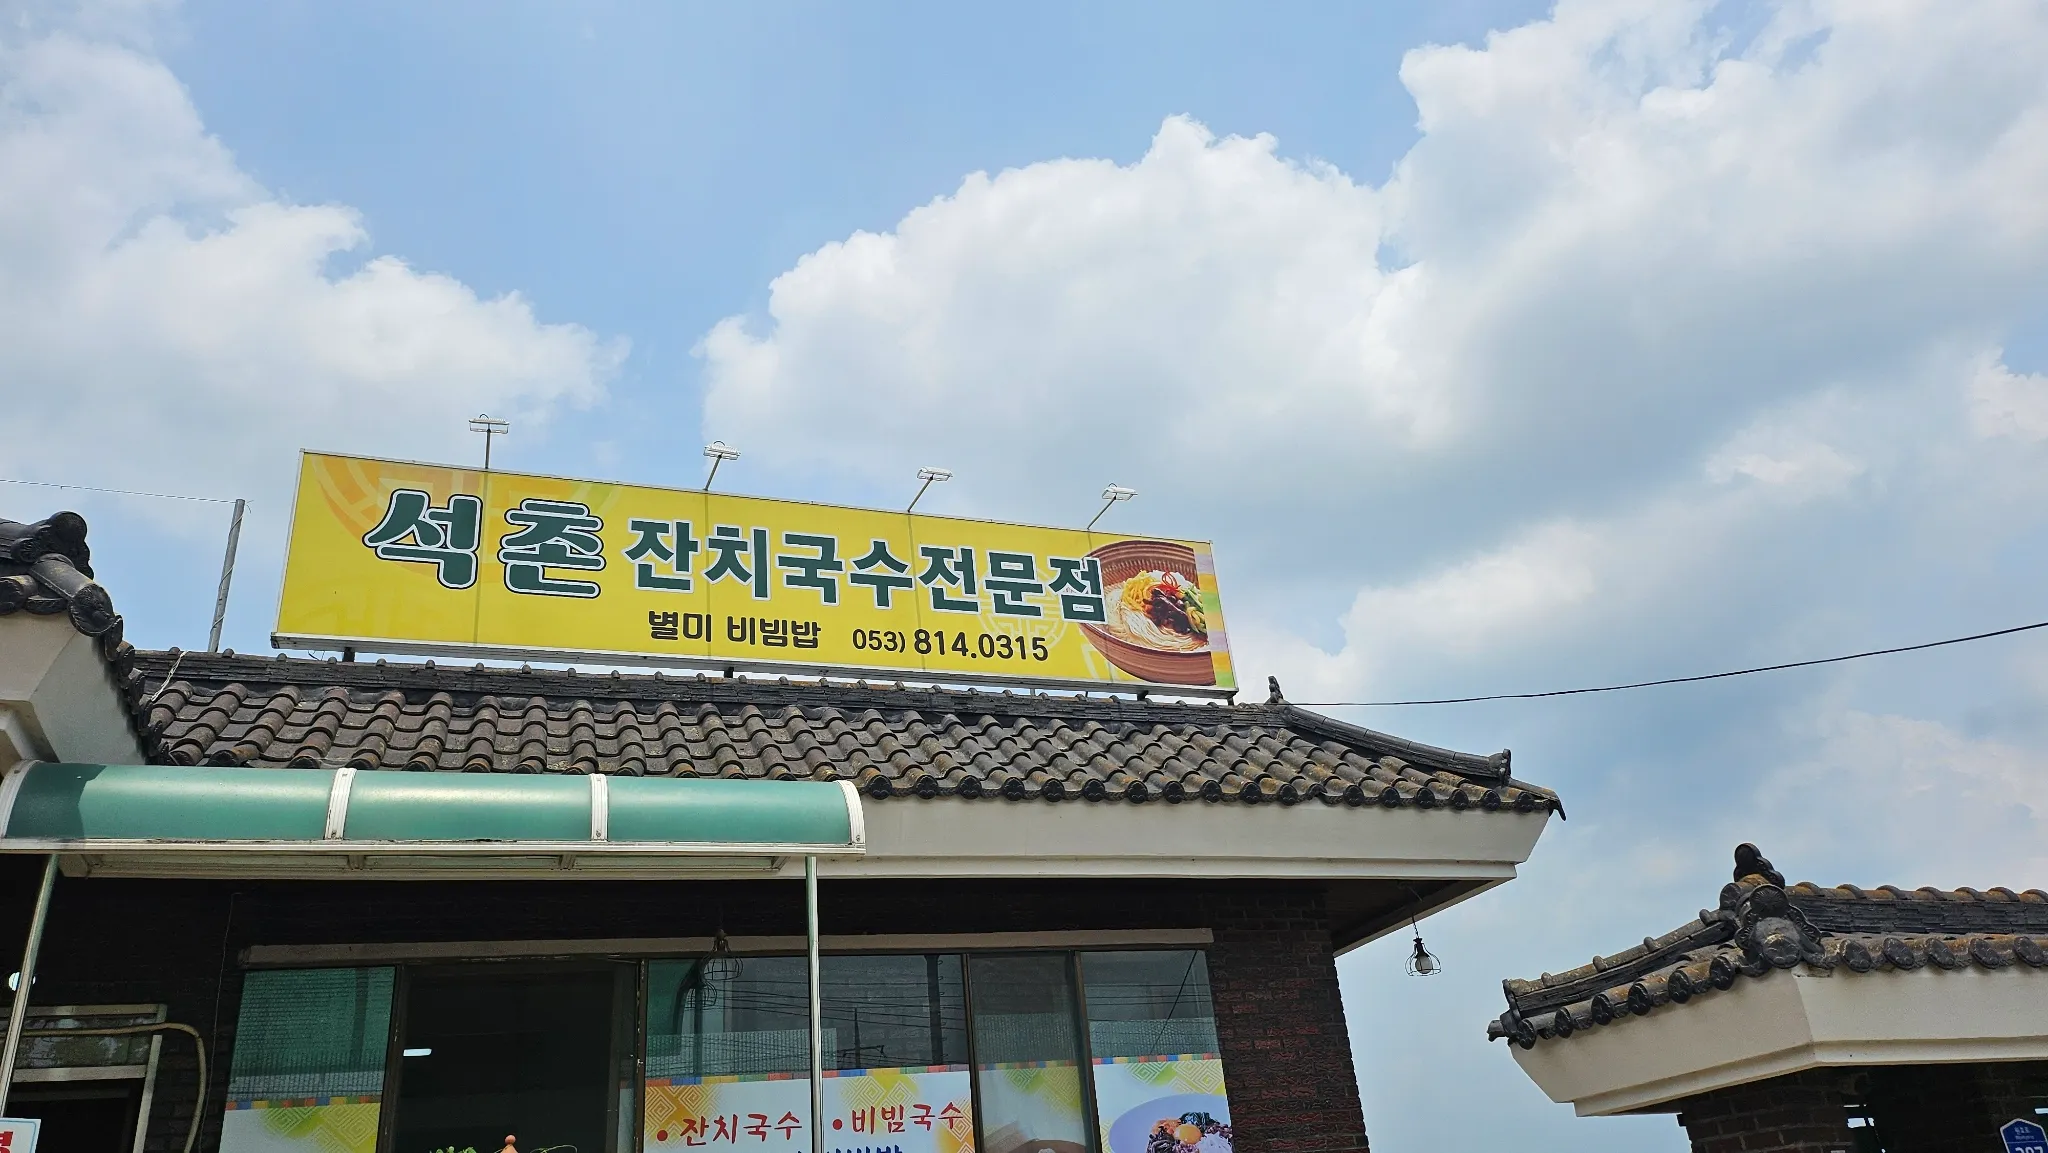 석촌 잔치국수전문점
별미 비빔밥 053) 814.0315
• 잔치국수 • 비빔국수